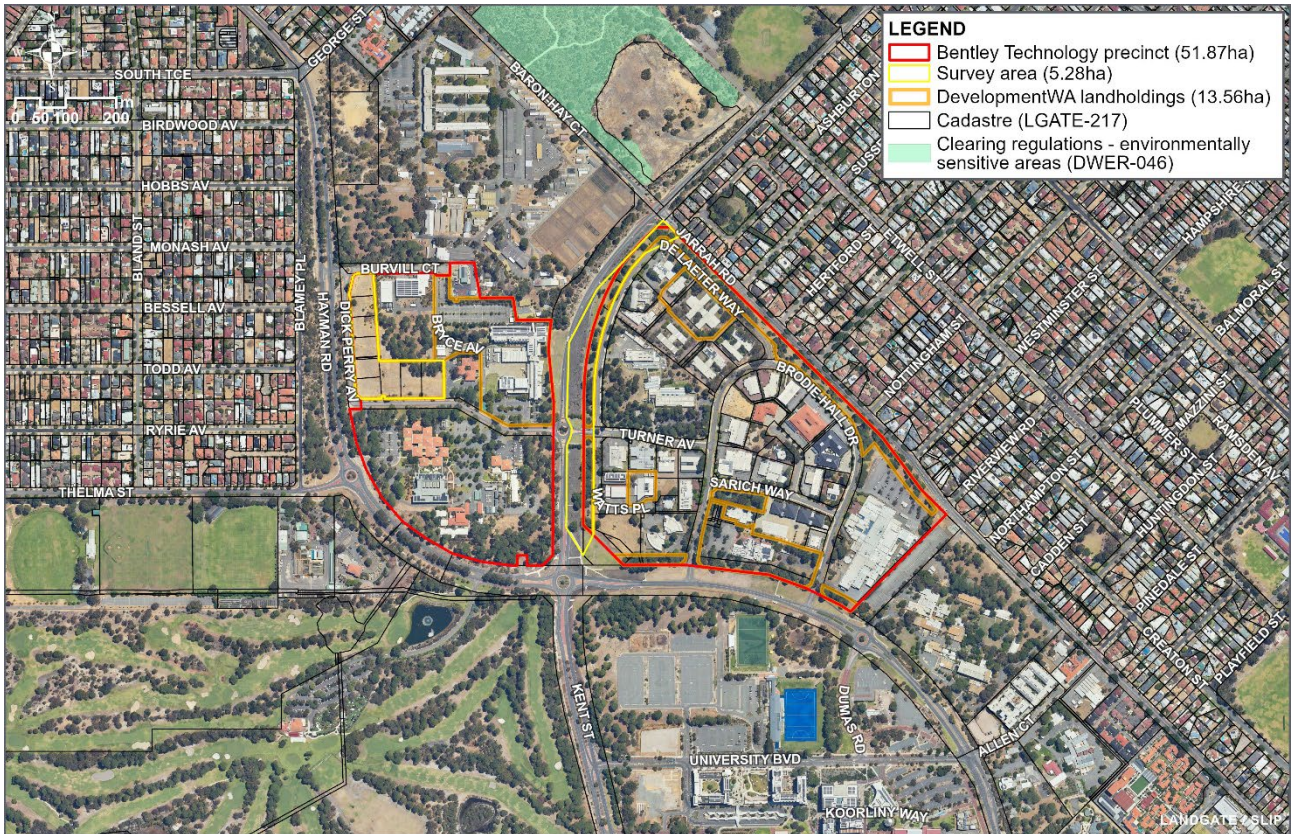 LEGEND
Bentley Technology precinct (51.87ha)
Survey area (5.28ha)
DevelopmentWA landholdings (13.56ha)
Cadastre (LGATE-217)
Clearing regulations - environmentally
sensitive areas (DWER-046)
GEORGE ST
SOUTH TCE
0 50 100 200
BIRDWOOD AV
BARON HAY CT
ASHBURTON
HOBBS AV
BLAND ST
MONASH AV
BESSELL AV
TODD AV
RYRIE AV
THELMA ST
BLAMEY PL
HAYMAN RD
DICK PERRY AV
BURVILL CT
BRYCE AV
JARRAH RD
DE LAETER WAY
HERTFORD ST
ETWELL ST
WESTMINSTER ST
HAMPSHIRE
BALMORAL ST
NOTTINGHAM ST
BRODIE-HALL DR
TURNER AV
WATTS PL
SARICH WAY
RIVERVIEW RD
NORTHAMPTON ST
CADDEN ST
PLUMMER ST
MAZZINI ST
RAMSDEN AV
HUNTINGDON ST
PINEDALE ST
CREATON ST
PLAYFIELD ST
KENT ST
DUMAS RD
ALLEN CT
UNIVERSITY BVD
KOORLINY WAY
LANDGATE / SLIP